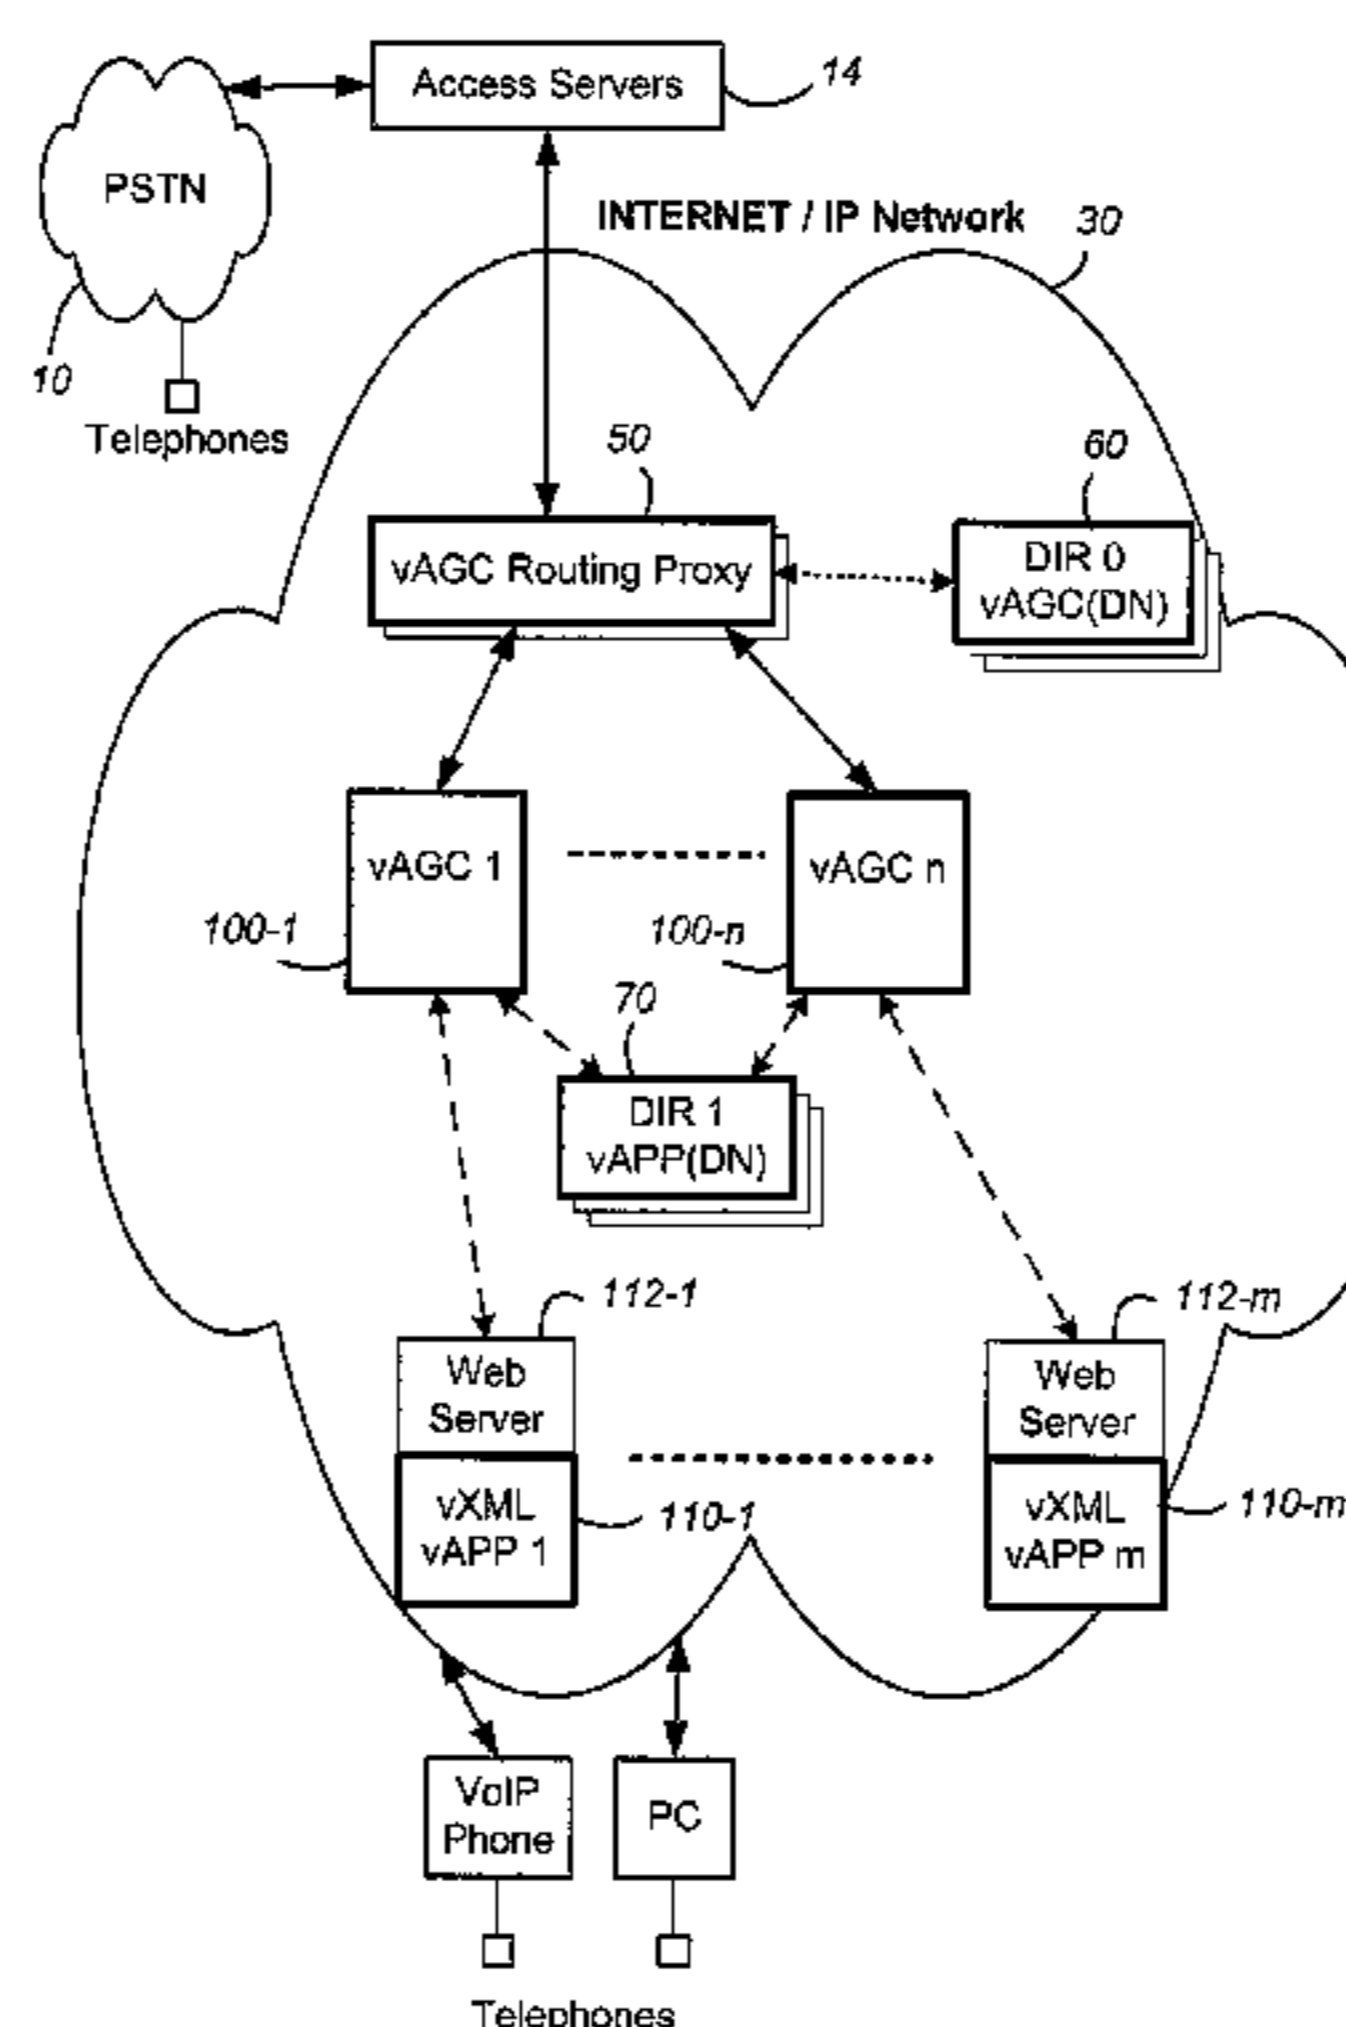 Access Servers
14
PSTN
INTERNET / IP Network
30
10
Telephones
50
60
vAGC Routing Proxy
DIR 0
vAGC(DN)
vAGC 1
vAGC n
100-1
100-n
70
DIR 1
vAPP(DN)
112-1
112-m
Web
Server
Web
Server
vXML
vAPP 1
110-1
vXML
vAPP m
110-m
VoIP
Phone
PC
Telephones